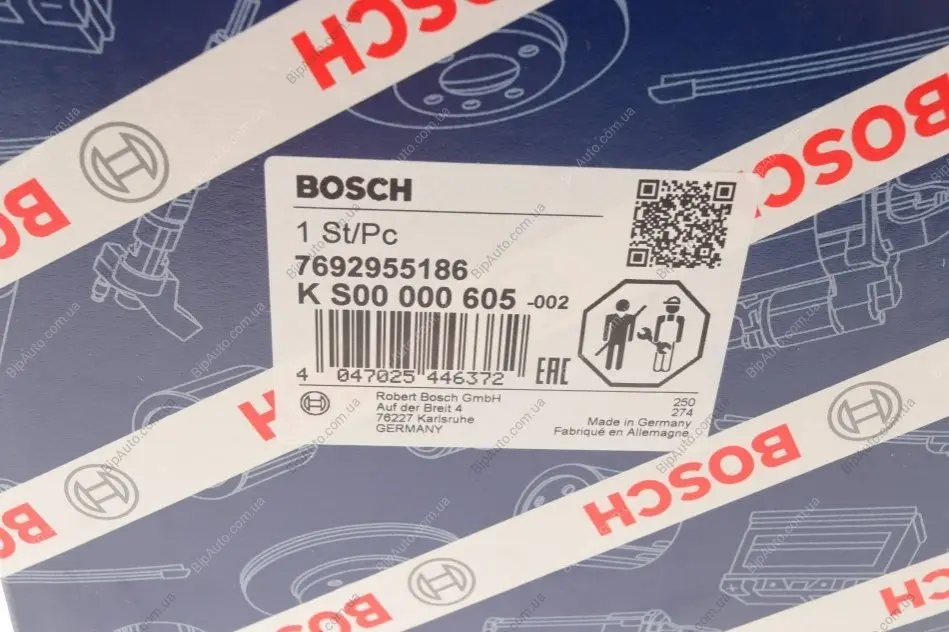 BOSCH
BOSCH
BOSCH
BOSCH
1 St/Pc
7692955186
K S00 000 605 -002
4 047025 446372
EAC
Robert Bosch GmbH
Auf der Breit 4
76227 Karlsruhe
GERMANY
250
274
Made in Germany
Fabriqué en Allemagne
BOSCH
BOSCH
BOSCH
BOSCH
BipAuto.com.ua